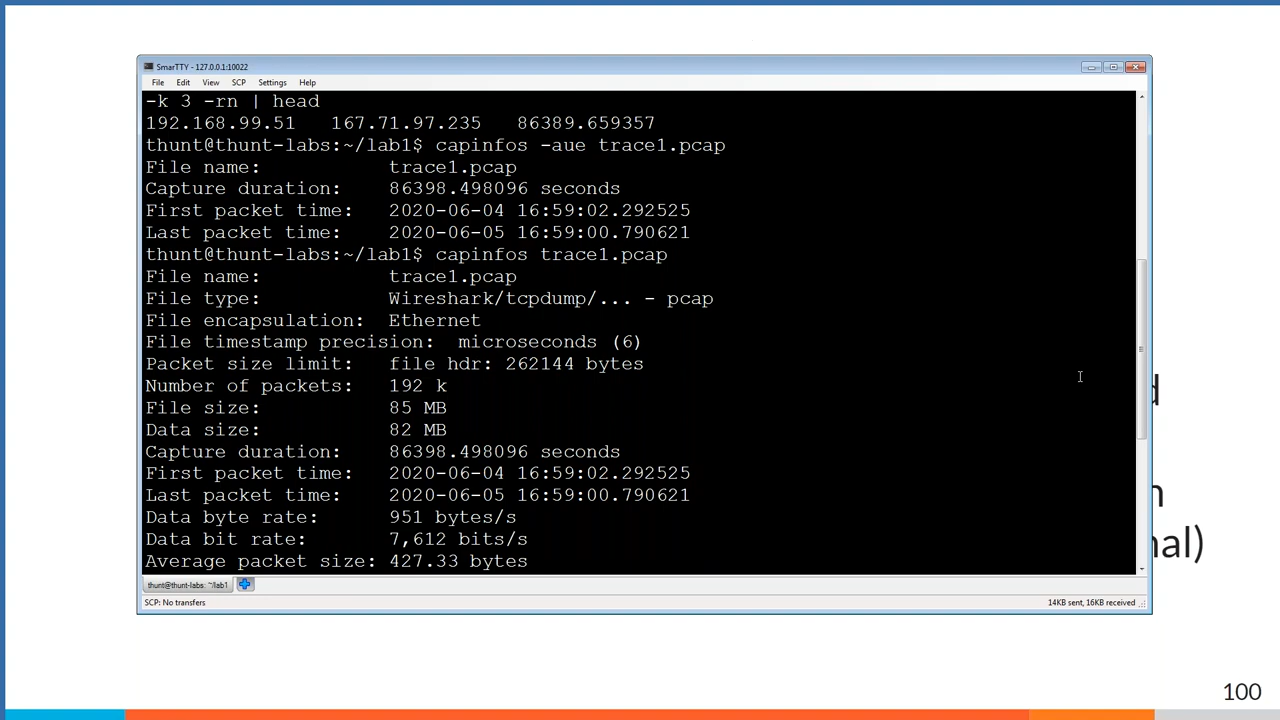 SmarTTY - 127.0.0.1:10022
File Edit View SCP Settings Help
-k 3 -rn | head
192.168.99.51 167.71.97.235 86389.659357
thunt@thunt-labs:~/lab1$ capinfos -aue trace1.pcap
File name: trace1.pcap
Capture duration: 86398.498096 seconds
First packet time: 2020-06-04 16:59:02.292525
Last packet time: 2020-06-05 16:59:00.790621
thunt@thunt-labs:~/lab1$ capinfos trace1.pcap
File name: trace1.pcap
File type: Wireshark/tcpdump/... - pcap
File encapsulation: Ethernet
File timestamp precision: microseconds (6)
Packet size limit: file hdr: 262144 bytes
Number of packets: 192 k
File size: 85 MB
Data size: 82 MB
Capture duration: 86398.498096 seconds
First packet time: 2020-06-04 16:59:02.292525
Last packet time: 2020-06-05 16:59:00.790621
Data byte rate: 951 bytes/s
Data bit rate: 7,612 bits/s
Average packet size: 427.33 bytes
thunt@thunt-labs: ~/lab1
SCP: No transfers 14KB sent, 16KB received
100